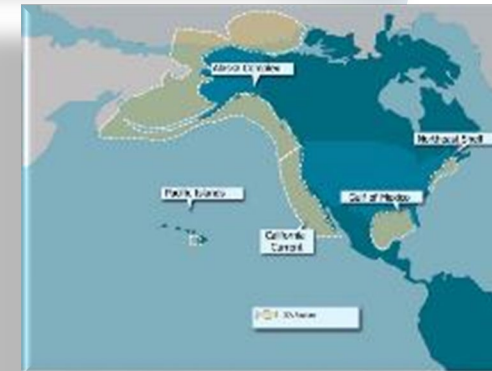 Alaska Complex
Northeast Shelf
Pacific Islands
Gulf of Mexico
California
Current